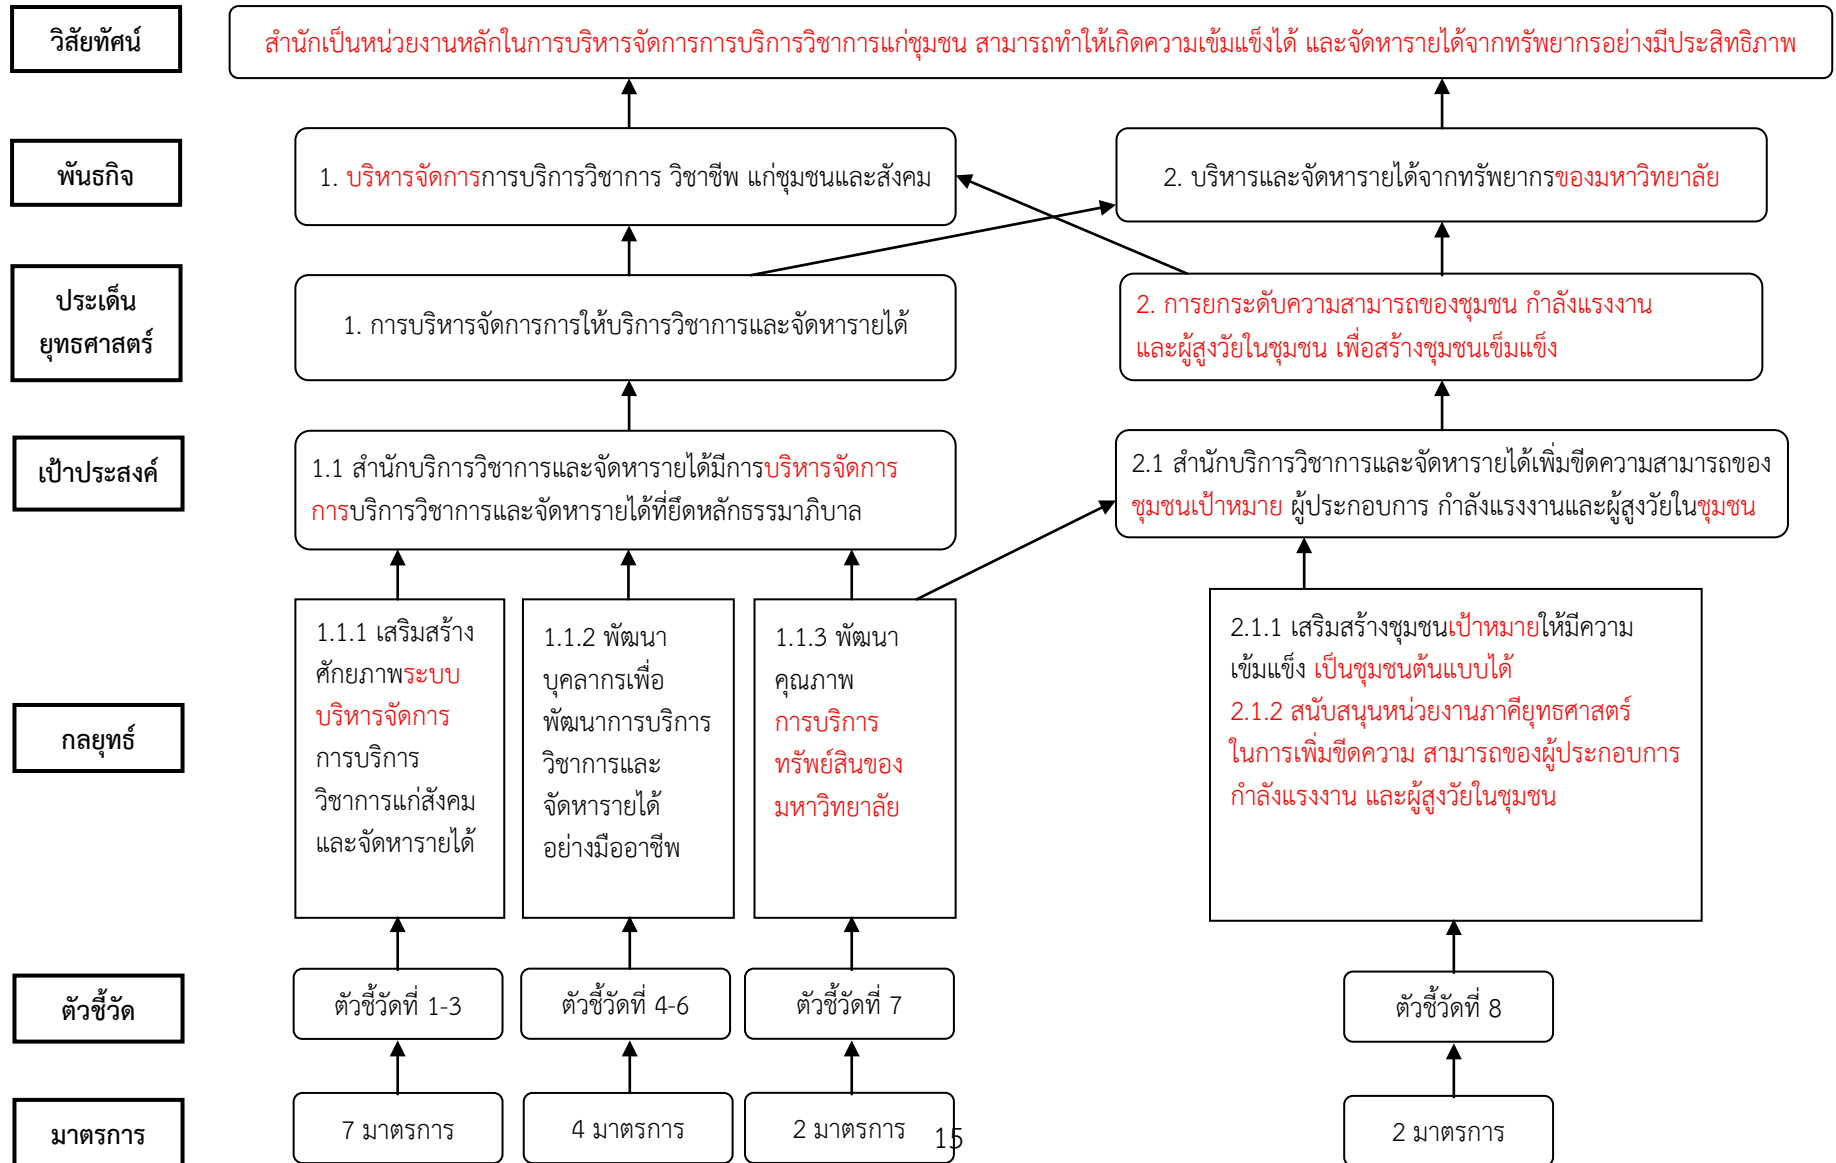 วิสัยทัศน์
สำนักเป็นหน่วยงานหลักในการบริหารจัดการการบริการวิชาการแก่ชุมชน สามารถทำให้เกิดความเข้มแข็งได้ และจัดหารายได้จากทรัพยากรอย่างมีประสิทธิภาพ
พันธกิจ
1. บริหารจัดการการบริการวิชาการ วิชาชีพ แก่ชุมชนและสังคม
2. บริหารและจัดหารายได้จากทรัพยากรของมหาวิทยาลัย
ประเด็น
ยุทธศาสตร์
1. การบริหารจัดการการให้บริการวิชาการและจัดหารายได้
2. การยกระดับความสามารถของชุมชน กำลังแรงงาน
และผู้สูงวัยในชุมชน เพื่อสร้างชุมชนเข็มแข็ง
เป้าประสงค์
1.1 สำนักบริการวิชาการและจัดหารายได้มีการบริหารจัดการ
การบริการวิชาการและจัดหารายได้ที่ยึดหลักธรรมาภิบาล
2.1 สำนักบริการวิชาการและจัดหารายได้เพิ่มขีดความสามารถของ
ชุมชนเป้าหมาย ผู้ประกอบการ กำลังแรงงานและผู้สูงวัยในชุมชน
กลยุทธ์
1.1.1 เสริมสร้าง
ศักยภาพระบบ
บริหารจัดการ
การบริการ
วิชาการแก่สังคม
และจัดหารายได้
1.1.2 พัฒนา
บุคลากรเพื่อ
พัฒนาการบริการ
วิชาการและ
จัดหารายได้
อย่างมืออาชีพ
1.1.3 พัฒนา
คุณภาพ
การบริการ
ทรัพย์สินของ
มหาวิทยาลัย
2.1.1 เสริมสร้างชุมชนเป้าหมายให้มีความ
เข้มแข็ง เป็นชุมชนต้นแบบได้
2.1.2 สนับสนุนหน่วยงานภาคียุทธศาสตร์
ในการเพิ่มขีดความ สามารถของผู้ประกอบการ
กำลังแรงงาน และผู้สูงวัยในชุมชน
ตัวชี้วัด
ตัวชี้วัดที่ 1-3
ตัวชี้วัดที่ 4-6
ตัวชี้วัดที่ 7
ตัวชี้วัดที่ 8
มาตรการ
7 มาตรการ
4 มาตรการ
2 มาตรการ
2 มาตรการ
15